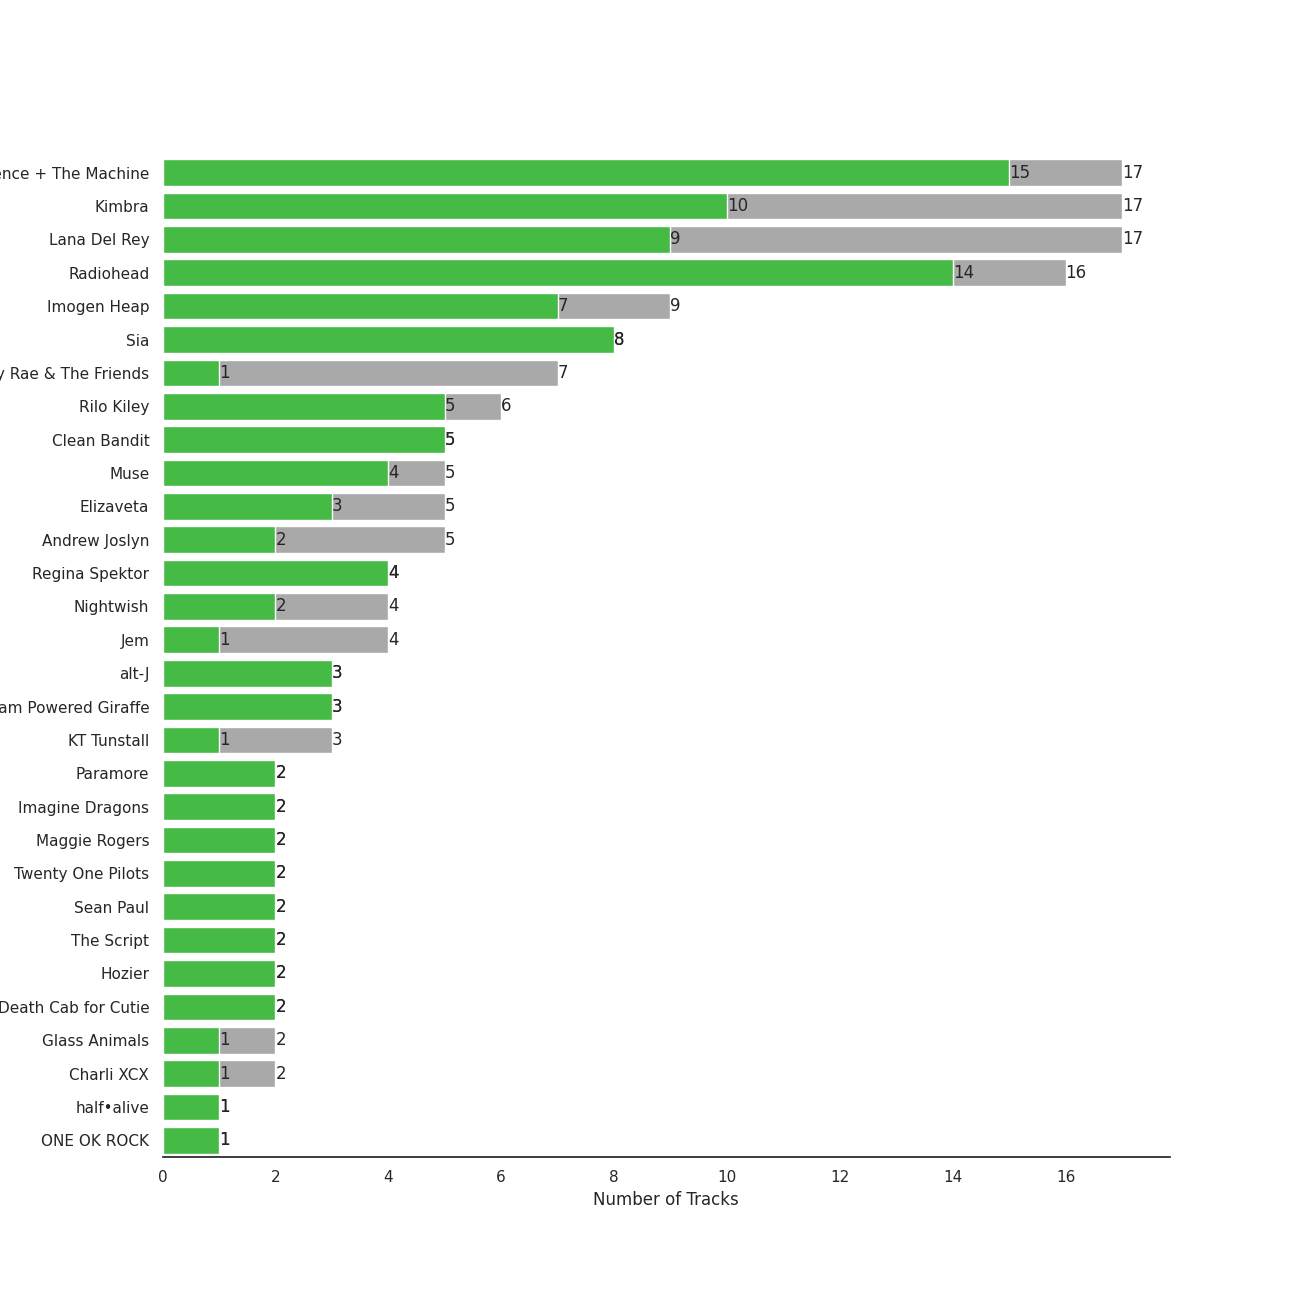 ence + The Machine 15 17
Kimbra 10 17
Lana Del Rey 9 17
Radiohead 14 16
Imogen Heap 7 9
Sia 8
y Rae & The Friends 1 7
Rilo Kiley 5 6
Clean Bandit 5
Muse 4 5
Elizaveta 3 5
Andrew Joslyn 2 5
Regina Spektor 4
Nightwish 2 4
Jem 1 4
alt-J 3
am Powered Giraffe 3
KT Tunstall 1 3
Paramore 2
Imagine Dragons 2
Maggie Rogers 2
Twenty One Pilots 2
Sean Paul 2
The Script 2
Hozier 2
Death Cab for Cutie 2
Glass Animals 1 2
Charli XCX 1 2
half•alive 1
ONE OK ROCK 1
0 2 4 6 8 10 12 14 16
Number of Tracks